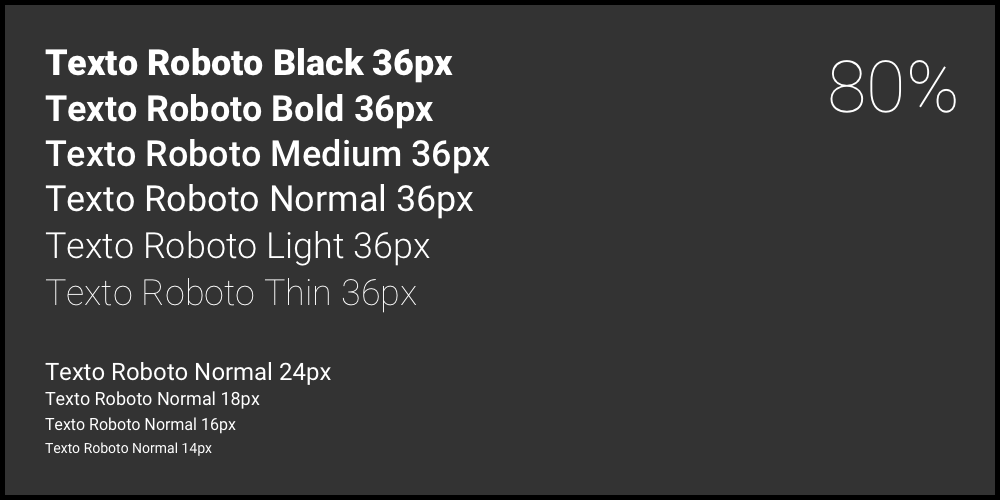 Texto Roboto Black 36px
80%
Texto Roboto Bold 36px
Texto Roboto Medium 36px
Texto Roboto Normal 36px
Texto Roboto Light 36px
Texto Roboto Thin 36px
Texto Roboto Normal 24px
Texto Roboto Normal 18px
Texto Roboto Normal 16px
Texto Roboto Normal 14px